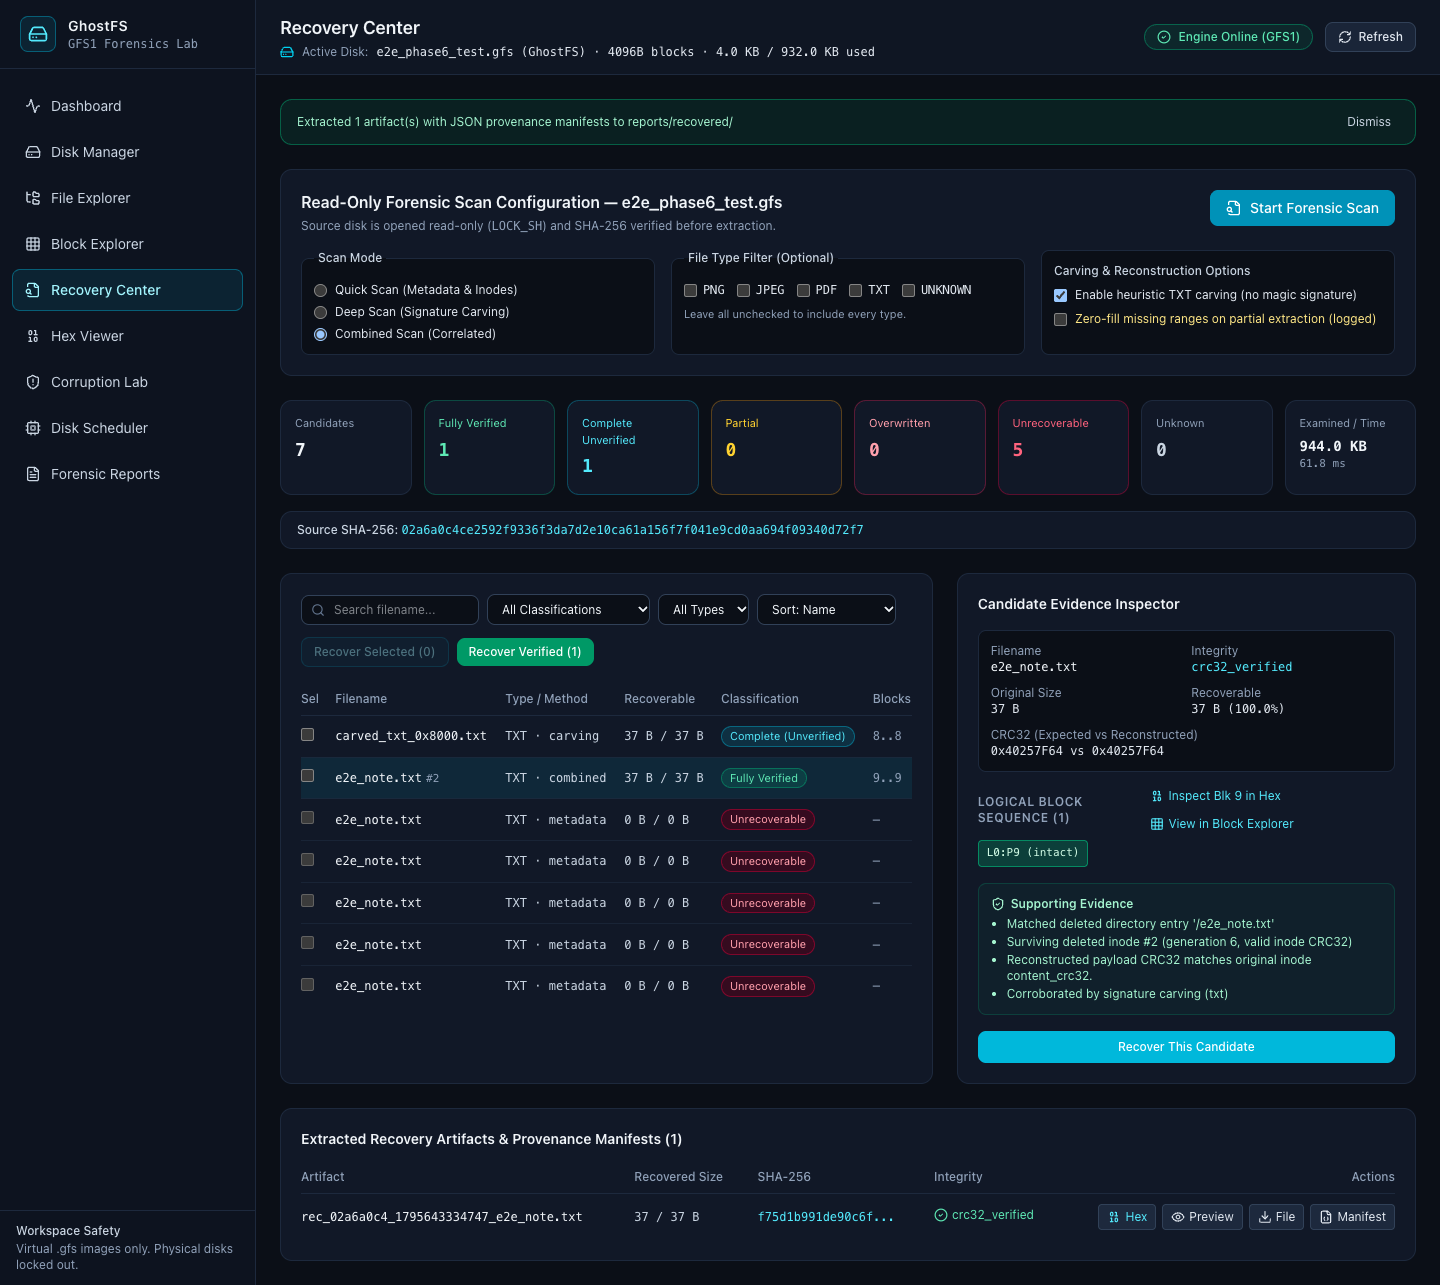 GhostFS
GFS1 Forensics Lab
Dashboard
Disk Manager
File Explorer
Block Explorer
Recovery Center
Hex Viewer
Corruption Lab
Disk Scheduler
Forensic Reports
Workspace Safety
Virtual .gfs images only. Physical disks
locked out.
Recovery Center
Active Disk: e2e_phase6_test.gfs (GhostFS) · 4096B blocks · 4.0 KB / 932.0 KB used
Engine Online (GFS1)
Refresh
Extracted 1 artifact(s) with JSON provenance manifests to reports/recovered/
Dismiss
Read-Only Forensic Scan Configuration — e2e_phase6_test.gfs
Source disk is opened read-only (LOCK_SH) and SHA-256 verified before extraction.
Start Forensic Scan
Scan Mode
Quick Scan (Metadata & Inodes)
Deep Scan (Signature Carving)
Combined Scan (Correlated)
File Type Filter (Optional)
PNG JPEG PDF TXT UNKNOWN
Leave all unchecked to include every type.
Carving & Reconstruction Options
Enable heuristic TXT carving (no magic signature)
Zero-fill missing ranges on partial extraction (logged)
Candidates
7
Fully Verified
1
Complete
Unverified
1
Partial
0
Overwritten
0
Unrecoverable
5
Unknown
0
Examined / Time
944.0 KB
61.8 ms
Source SHA-256: 02a6a0c4ce2592f9336f3da7d2e10ca61a156f7f041e9cd0aa694f09340d72f7
Search filename...
All Classifications
All Types
Sort: Name
Recover Selected (0)
Recover Verified (1)
Sel Filename Type / Method Recoverable Classification Blocks
carved_txt_0x8000.txt TXT · carving 37 B / 37 B Complete (Unverified) 8..8
e2e_note.txt #2 TXT · combined 37 B / 37 B Fully Verified 9..9
e2e_note.txt TXT · metadata 0 B / 0 B Unrecoverable —
e2e_note.txt TXT · metadata 0 B / 0 B Unrecoverable —
e2e_note.txt TXT · metadata 0 B / 0 B Unrecoverable —
e2e_note.txt TXT · metadata 0 B / 0 B Unrecoverable —
e2e_note.txt TXT · metadata 0 B / 0 B Unrecoverable —
Candidate Evidence Inspector
Filename Integrity
e2e_note.txt crc32_verified
Original Size Recoverable
37 B 37 B (100.0%)
CRC32 (Expected vs Reconstructed)
0x40257F64 vs 0x40257F64
LOGICAL BLOCK
SEQUENCE (1)
Inspect Blk 9 in Hex
View in Block Explorer
L0:P9 (intact)
Supporting Evidence
• Matched deleted directory entry '/e2e_note.txt'
• Surviving deleted inode #2 (generation 6, valid inode CRC32)
• Reconstructed payload CRC32 matches original inode
content_crc32.
• Corroborated by signature carving (txt)
Recover This Candidate
Extracted Recovery Artifacts & Provenance Manifests (1)
Artifact Recovered Size SHA-256 Integrity Actions
rec_02a6a0c4_1795643334747_e2e_note.txt 37 / 37 B f75d1b991de90c6f... crc32_verified Hex Preview File Manifest